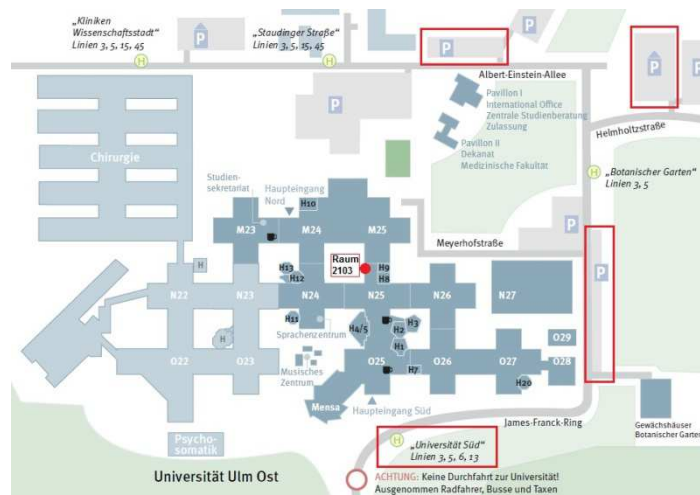 „Kliniken
Wissenschaftsstadt“
Linien 3, 5, 15, 45
H
P
„Staudinger Straße“
Linien 3, 5, 15, 45
H
P
P
P
Albert-Einstein-Allee
P
Pavillon I
International Office
Zentrale Studienberatung
Zulassung
Pavillon II
Dekanat
Medizinische Fakultät
Helmholtzstraße
H
„Botanischer Garten“
Linien 3, 5
Chirurgie
Studien-
sekretariat
Haupteingang
Nord
H10
M23
M24
M25
Meyerhofstraße
P
P
Raum
2103
H
H13
H12
H9
H8
N22
N23
N24
N25
N26
N27
H11
Sprachenzentrum
H4/5
H3
H2
H1
H
O29
O22
O23
Musisches
Zentrum
O25
O26
O27
O28
H7
H20
Mensa
Haupteingang Süd
James-Franck-Ring
Gewächshäuser
Botanischer Garten
Psycho-
somatik
H
„Universität Süd“
Linien 3, 5, 6, 13
Universität Ulm Ost
ACHTUNG: Keine Durchfahrt zur Universität!
Ausgenommen Radfahrer, Busse und Taxen